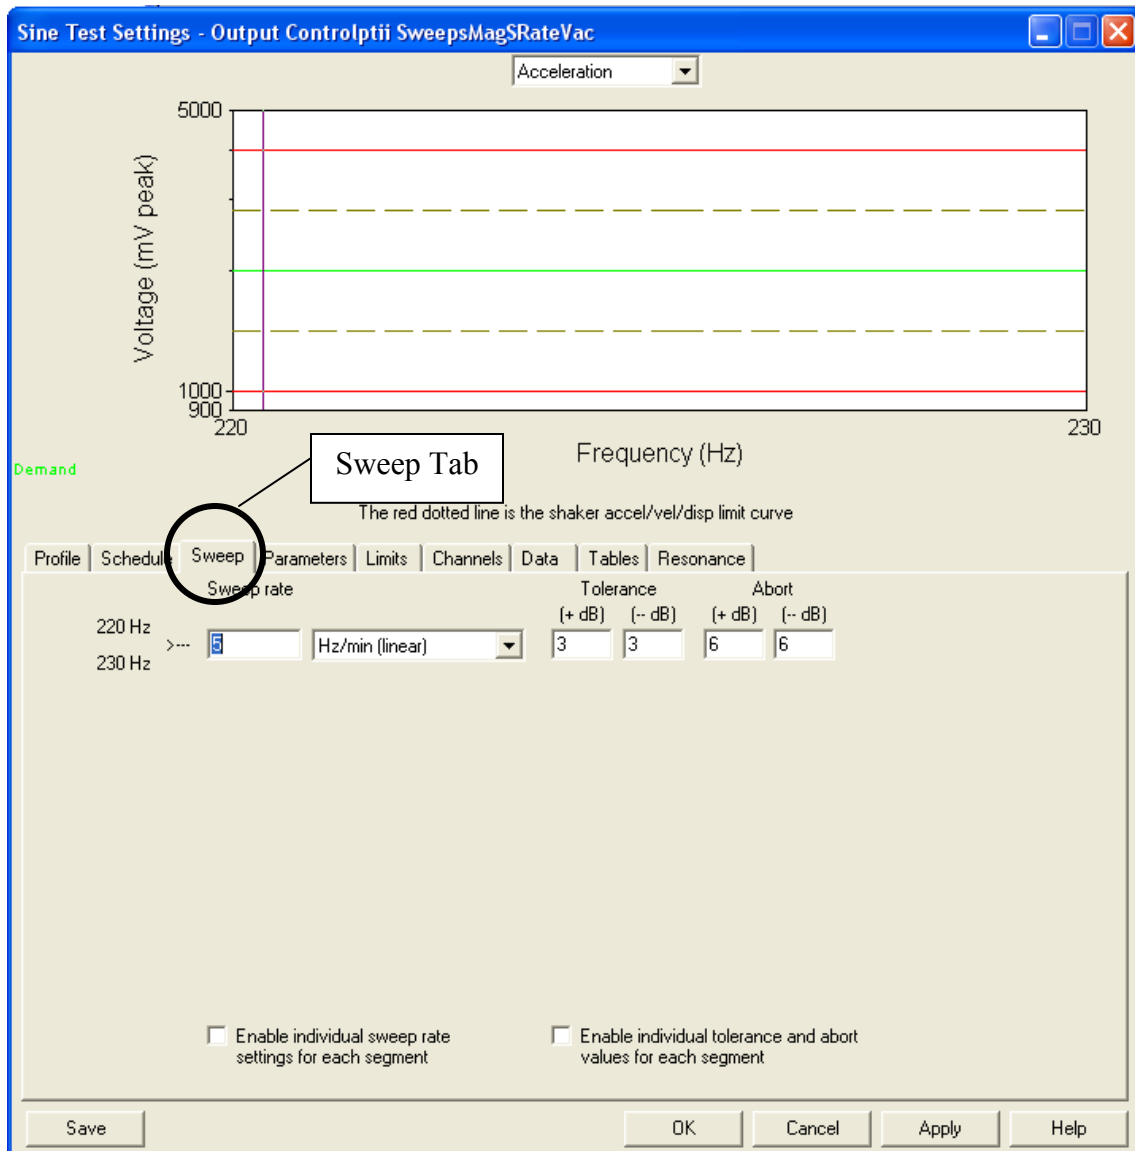 Sine Test Settings - Output Controlptii SweepsMagSRateVac
Acceleration
5000
Voltage (mV peak)
1000
900
220
230
Frequency (Hz)
Demand
Sweep Tab
The red dotted line is the shaker accel/vel/disp limit curve
Profile Schedule Sweep Parameters Limits Channels Data Tables Resonance
Sweep rate Tolerance Abort
(+ dB) (-- dB) (+ dB) (-- dB)
220 Hz
>--- 5 Hz/min (linear) 3 3 6 6
230 Hz
Enable individual sweep rate
settings for each segment
Enable individual tolerance and abort
values for each segment
Save OK Cancel Apply Help